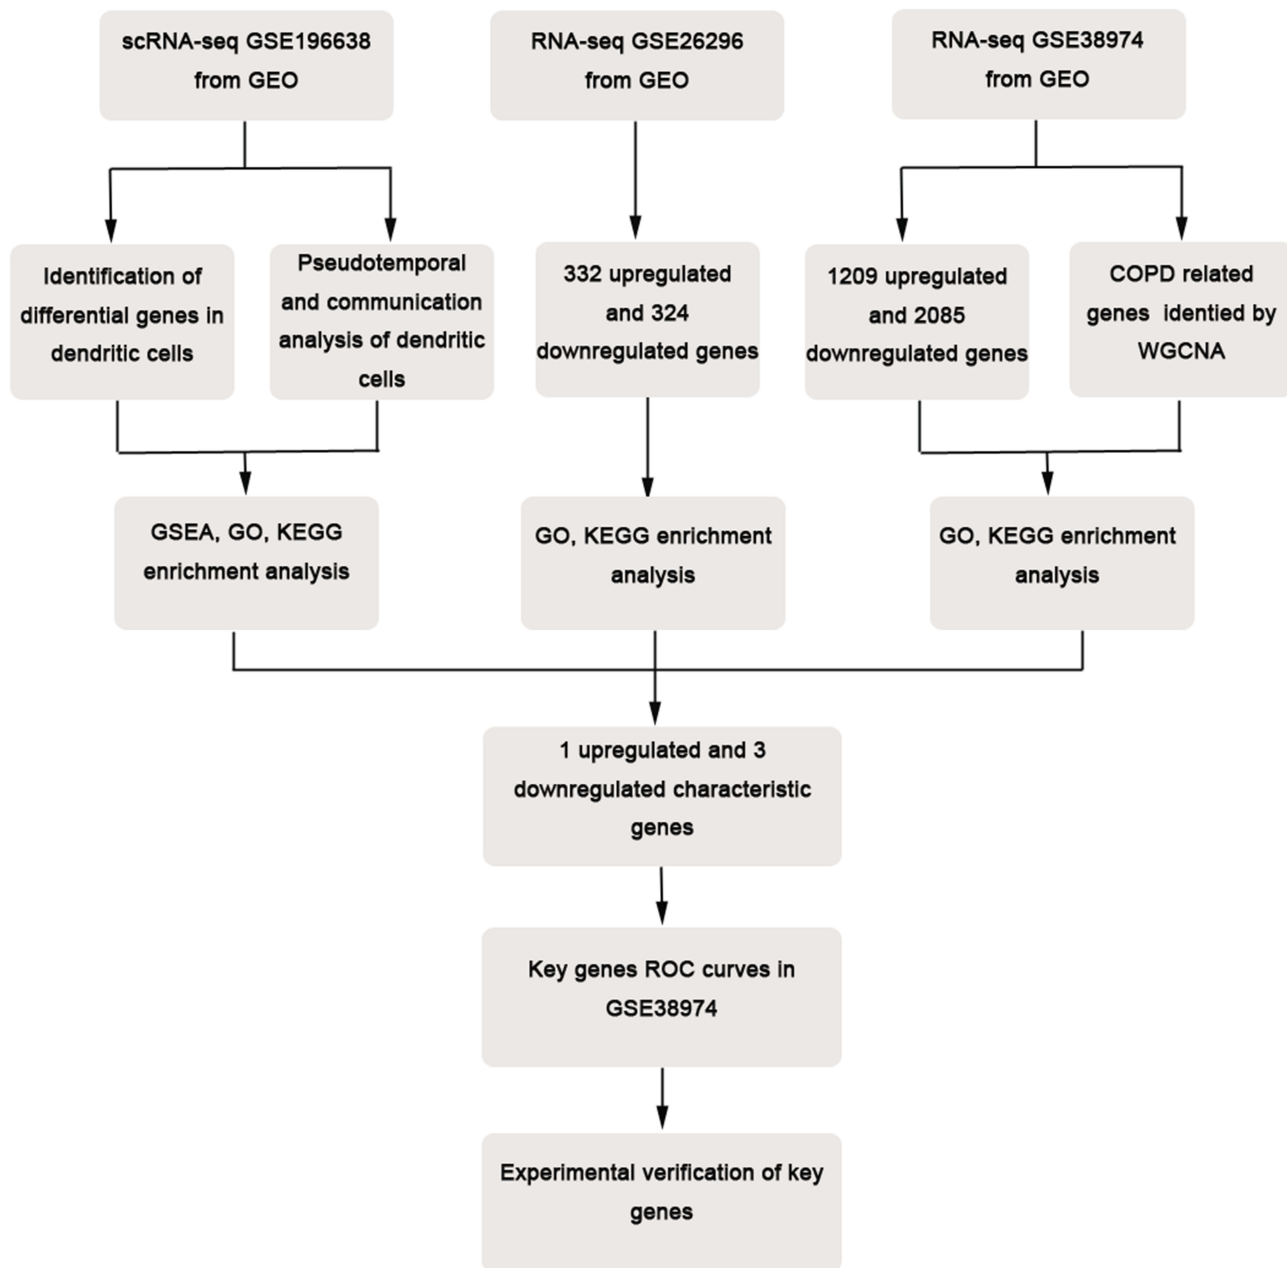 scRNA-seq GSE196638
from GEO
RNA-seq GSE26296
from GEO
RNA-seq GSE38974
from GEO
Identification of
differential genes in
dendritic cells
Pseudotemporal
and communication
analysis of dendritic
cells
332 upregulated
and 324
downregulated genes
1209 upregulated
and 2085
downregulated genes
COPD related
genes identied by
WGCNA
GSEA, GO, KEGG
enrichment analysis
GO, KEGG enrichment
analysis
GO, KEGG enrichment
analysis
1 upregulated and 3
downregulated characteristic
genes
Key genes ROC curves in
GSE38974
Experimental verification of key
genes